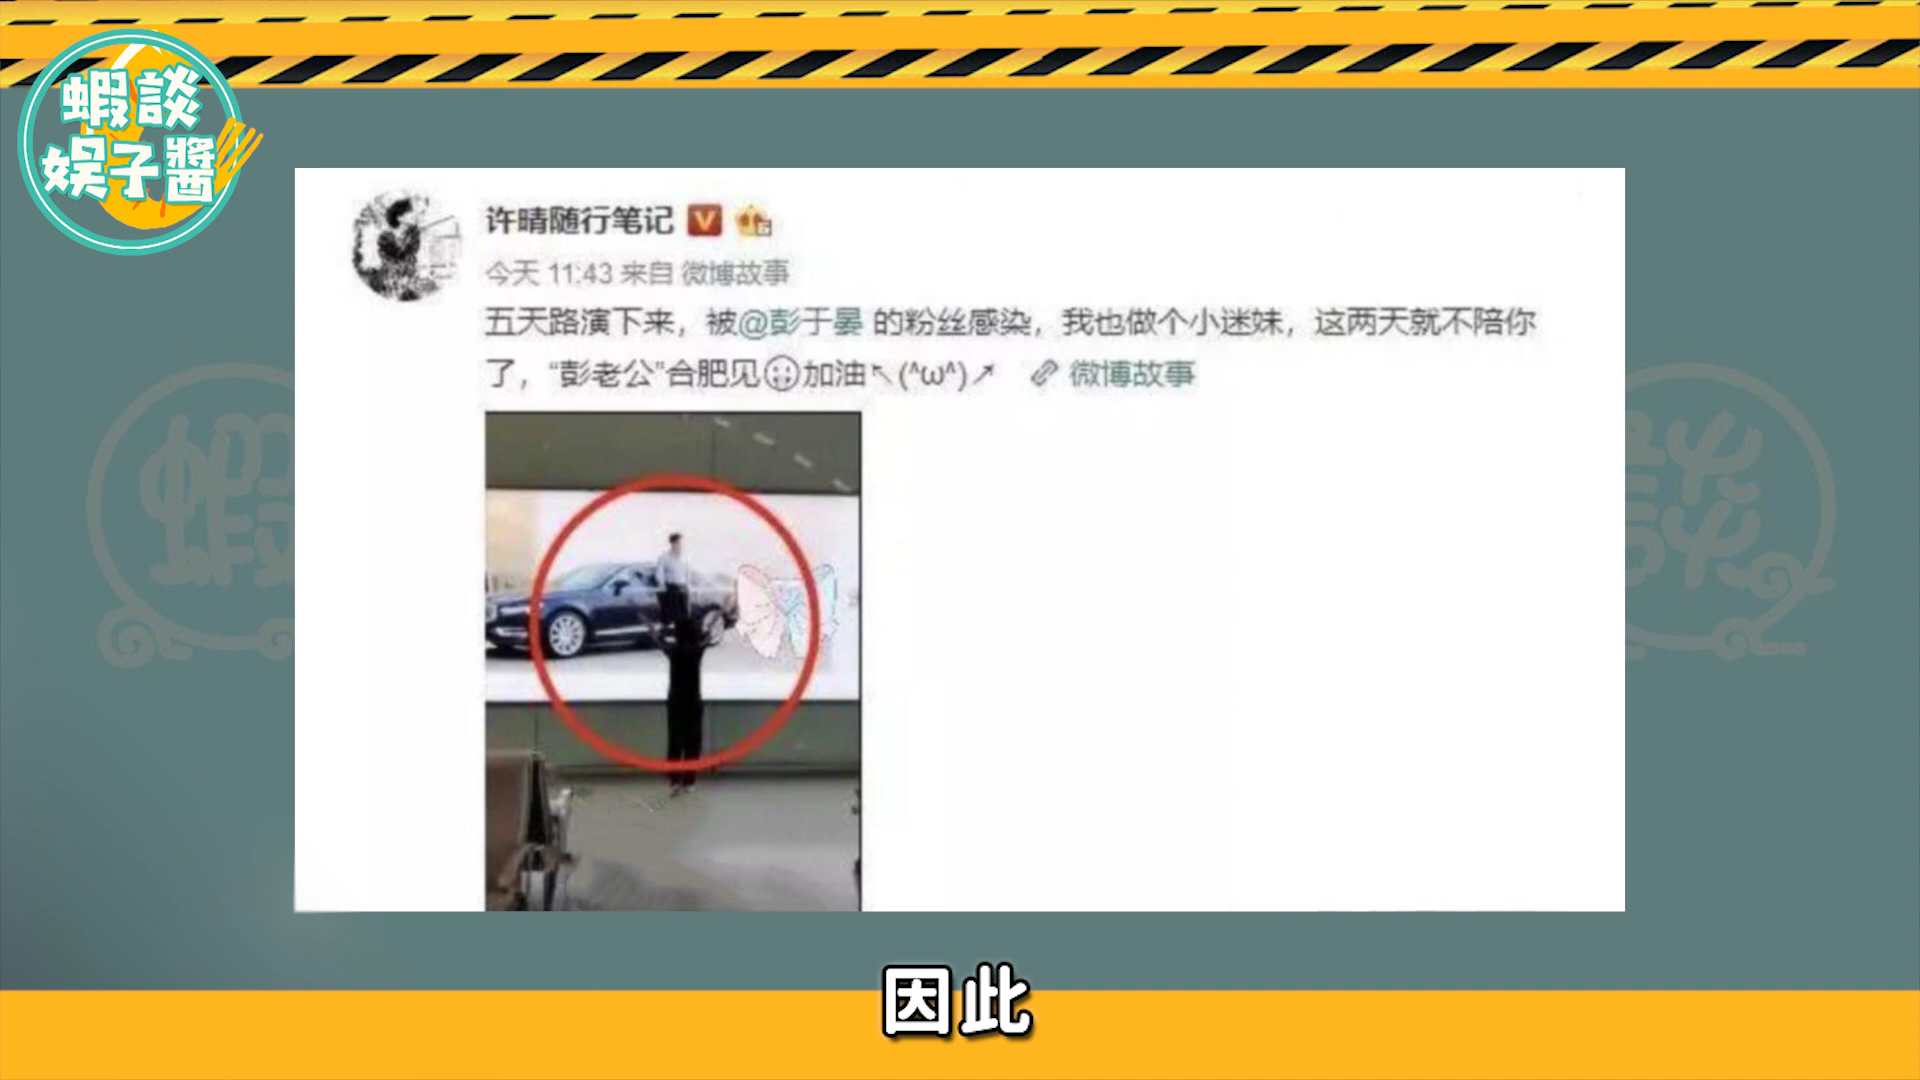 蝦談
娱子醬
许晴随行笔记
今天 11:43 来自 微博故事
五天路演下来，被@彭于晏 的粉丝感染，我也做个小迷妹，这两天就不陪你
了，“彭老公”合肥见加油↖(^ω^)↗ 微博故事
蝦
談
因此